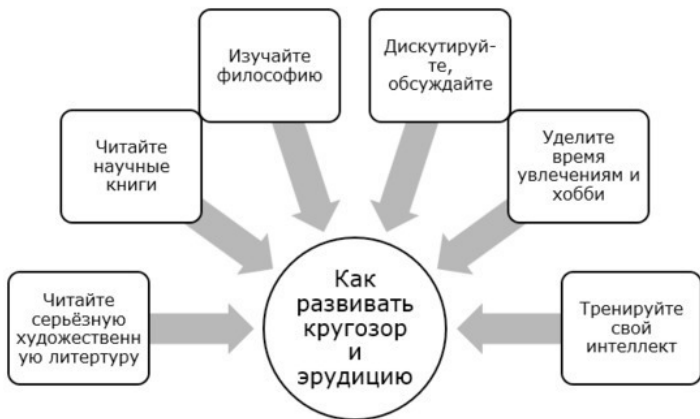 Читайте
серьёзную
художественн
ую литертуру
Читайте
научные
книги
Изучайте
философию
Дискутируй-
те,
обсуждайте
Уделите
время
увлечениям и
хобби
Тренируйте
свой
интеллект
Как
развивать
кругозор
и
эрудицию